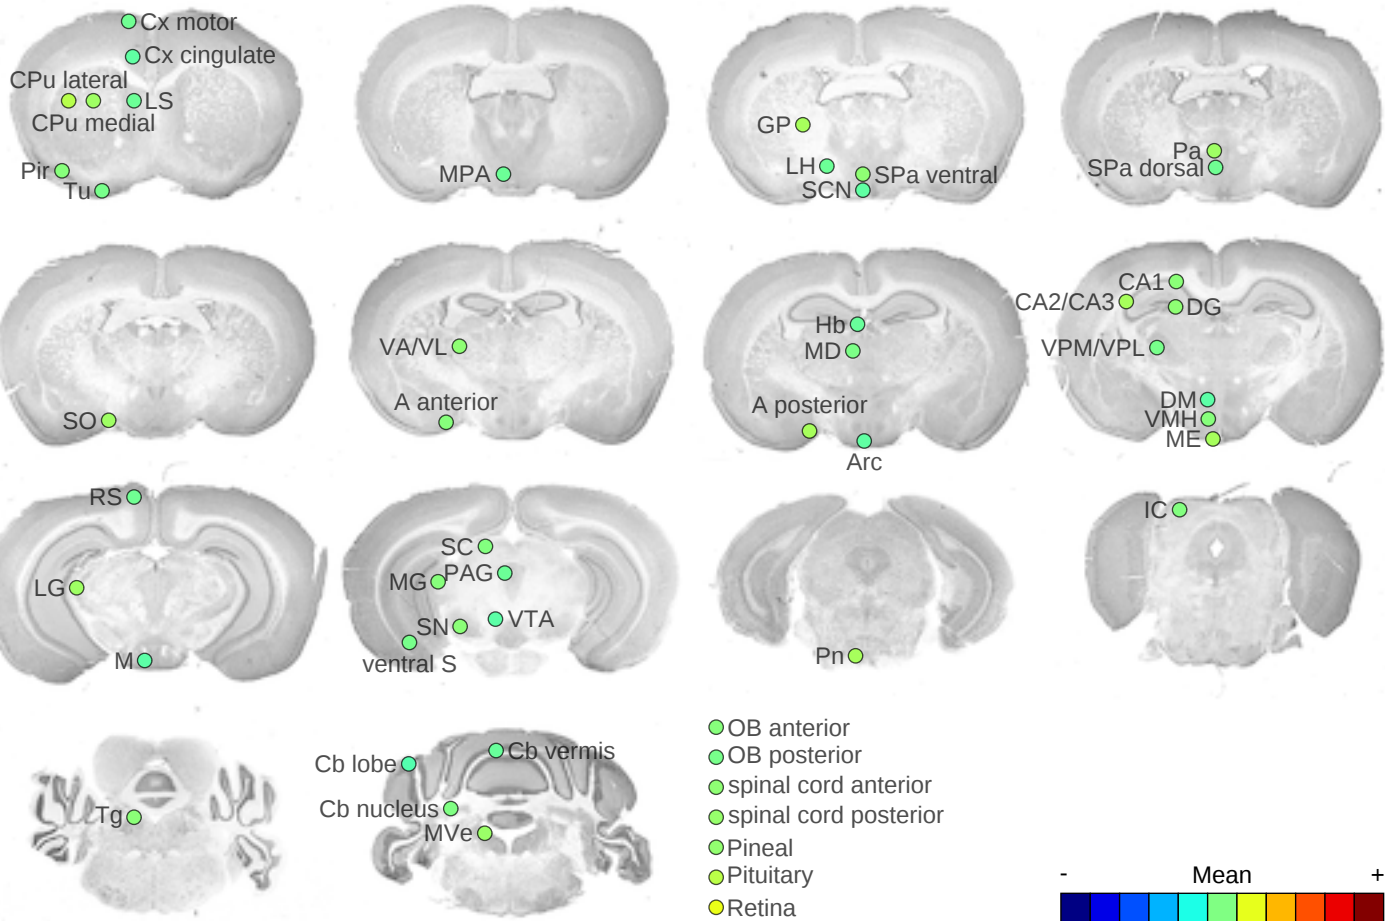 Cx motor
Cx cingulate
CPu lateral
LS
CPu medial
Pir
Tu
MPA
GP
LH
SPa ventral
SCN
Pa
SPa dorsal
SO
VA/VL
A anterior
Hb
MD
A posterior
Arc
CA1
CA2/CA3
DG
VPM/VPL
DM
VMH
ME
RS
LG
M
SC
MG
PAG
SN
VTA
ventral S
Pn
IC
Tg
Cb lobe
Cb vermis
Cb nucleus
MVe
OB anterior
OB posterior
spinal cord anterior
spinal cord posterior
Pineal
Pituitary
Retina
- Mean +